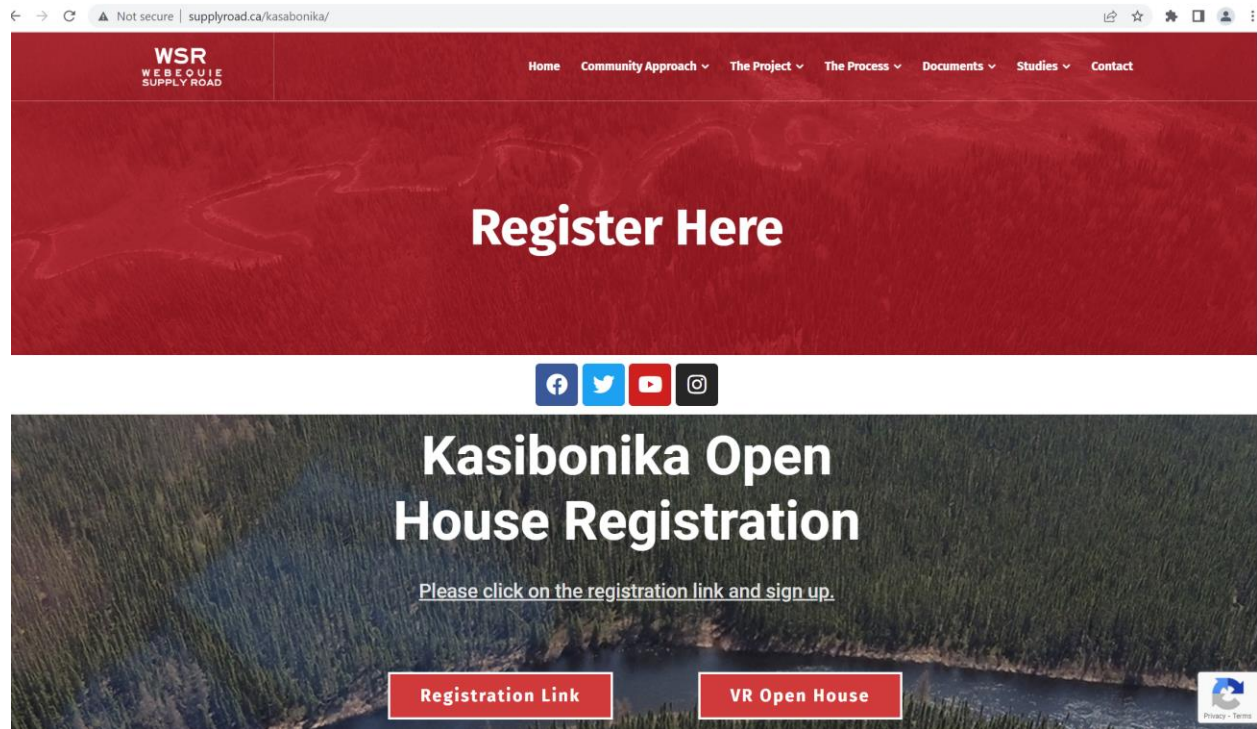 Not secure | supplyroad.ca/kasabonika/
WSR
WEBEQUIE
SUPPLY ROAD
Home Community Approach The Project The Process Documents Studies Contact
Register Here
Kasibonika Open
House Registration
Please click on the registration link and sign up.
Registration Link VR Open House
Privacy - Terms